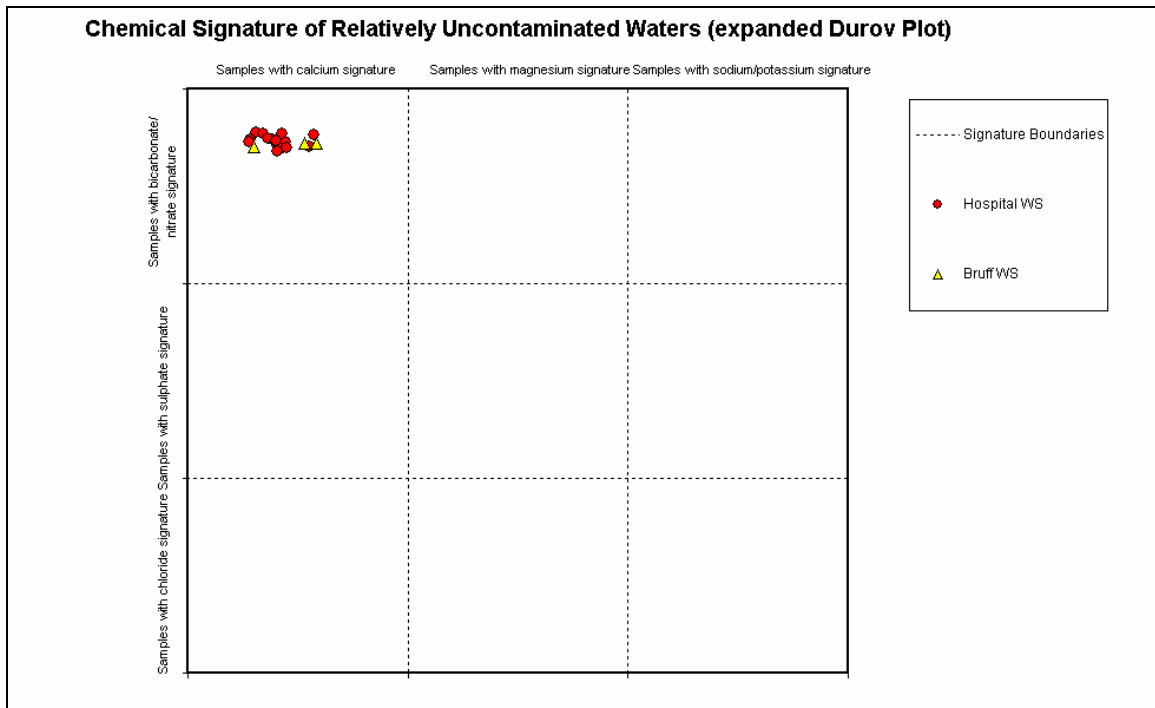 Chemical Signature of Relatively Uncontaminated Waters (expanded Durov Plot)
Samples with calcium signature
Samples with magnesium signature
Samples with sodium/potassium signature
Samples with bicarbonate/
nitrate signature
Samples with sulphate signature
Samples with chloride signature
Signature Boundaries
Hospital WS
Bruff WS